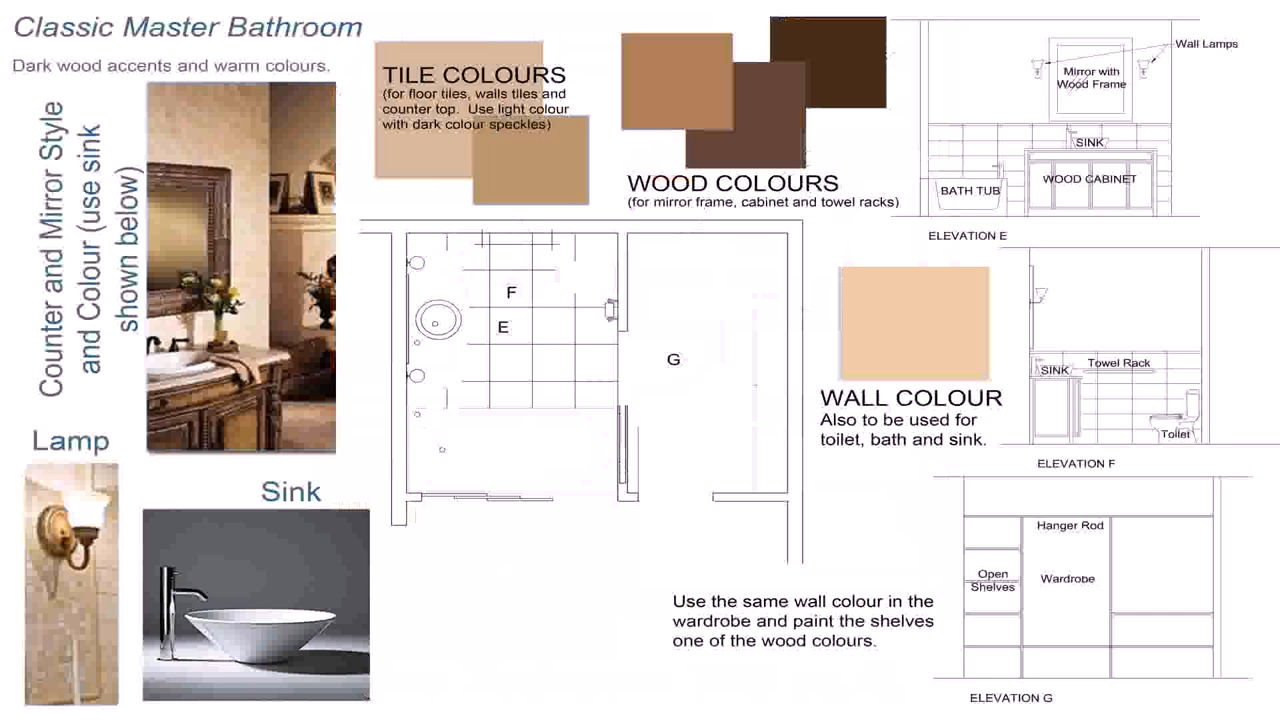 Classic Master Bathroom
Dark wood accents and warm colours.
Counter and Mirror Style
and Colour (use sink
shown below)
Lamp
Sink
TILE COLOURS
(for floor tiles, walls tiles and
counter top. Use light colour
with dark colour speckles)
WOOD COLOURS
(for mirror frame, cabinet and towel racks)
F
E
G
WALL COLOUR
Also to be used for
toilet, bath and sink.
Use the same wall colour in the
wardrobe and paint the shelves
one of the wood colours.
Wall Lamps
Mirror with
Wood Frame
SINK
BATH TUB
WOOD CABINET
ELEVATION E
SINK
Towel Rack
Toilet
ELEVATION F
Hanger Rod
Open
Shelves
Wardrobe
ELEVATION G